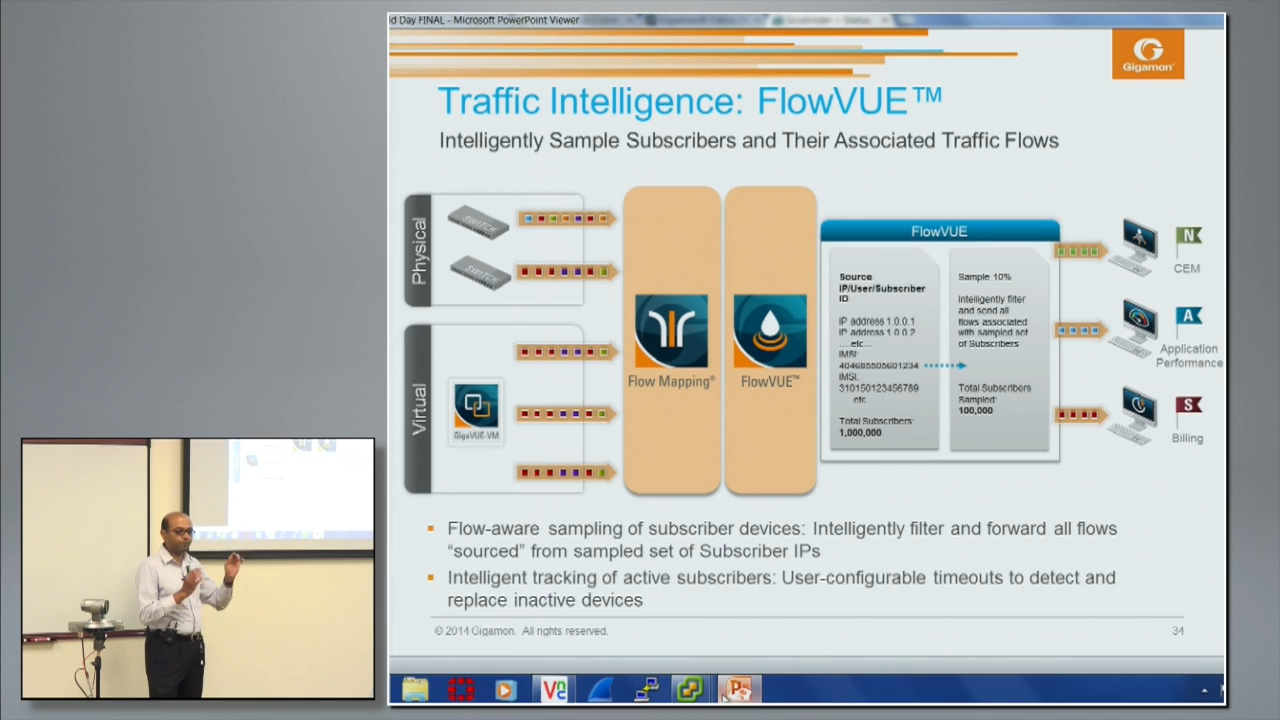 d Day FINAL - Microsoft PowerPoint Viewer
Gigamon®
Traffic Intelligence: FlowVUE™
Intelligently Sample Subscribers and Their Associated Traffic Flows
Physical
SWITCH
SWITCH
Virtual
GigaVUE-VM
Flow Mapping®
FlowVUE™
FlowVUE
Source
IP/User/Subscriber
ID
IP address 1.0.0.1
IP address 1.0.0.2
....etc...
IMSI:
404685505601234
IMSI:
310150123456789
etc
Total Subscribers:
1,000,000
Sample 10%
Intelligently filter
and send all
flows associated
with sampled set
of Subscribers
Total Subscribers
Sampled:
100,000
N
CEM
A
Application
Performance
S
Billing
Flow-aware sampling of subscriber devices: Intelligently filter and forward all flows
“sourced” from sampled set of Subscriber IPs
Intelligent tracking of active subscribers: User-configurable timeouts to detect and
replace inactive devices
© 2014 Gigamon. All rights reserved.
34